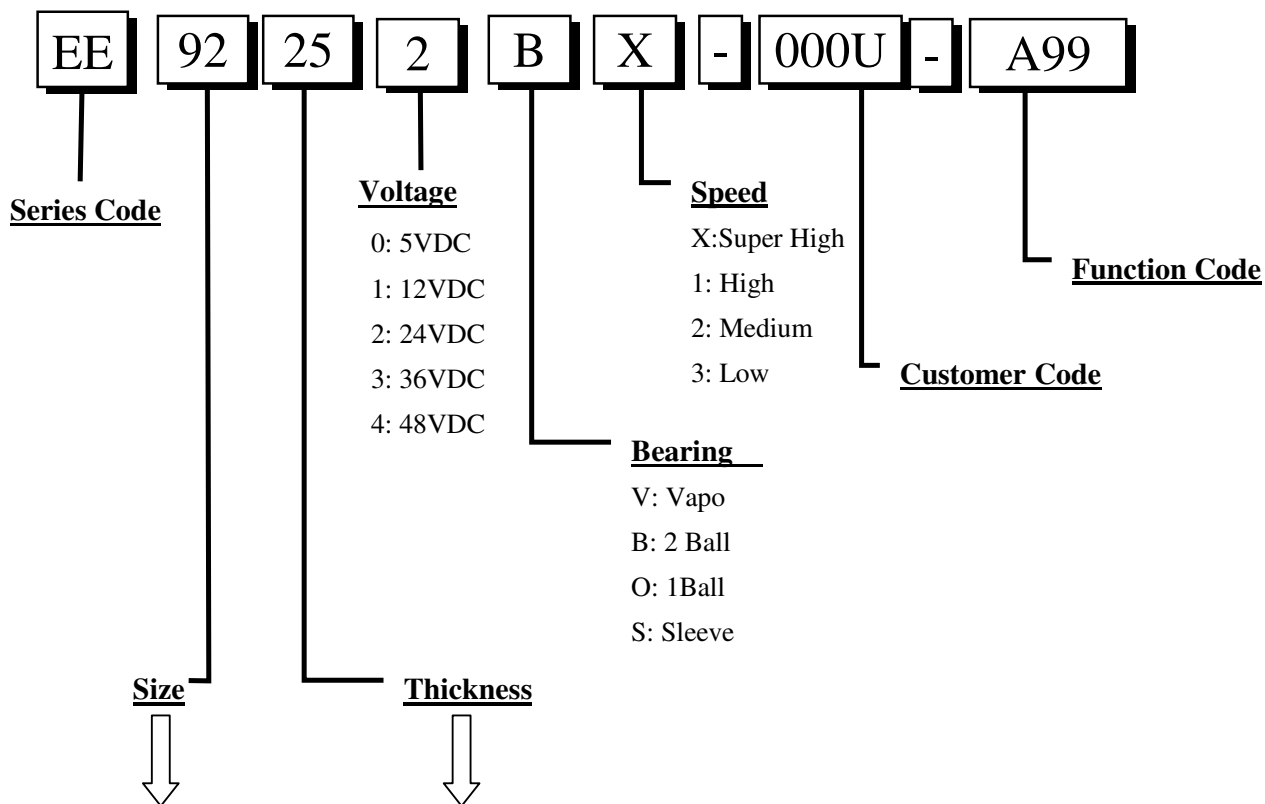 EE 92 25 2 B X - 000U - A99
Series Code
Voltage
0: 5VDC
1: 12VDC
2: 24VDC
3: 36VDC
4: 48VDC
Speed
X:Super High
1: High
2: Medium
3: Low
Function Code
Customer Code
Bearing
V: Vapo
B: 2 Ball
O: 1Ball
S: Sleeve
Size
Thickness